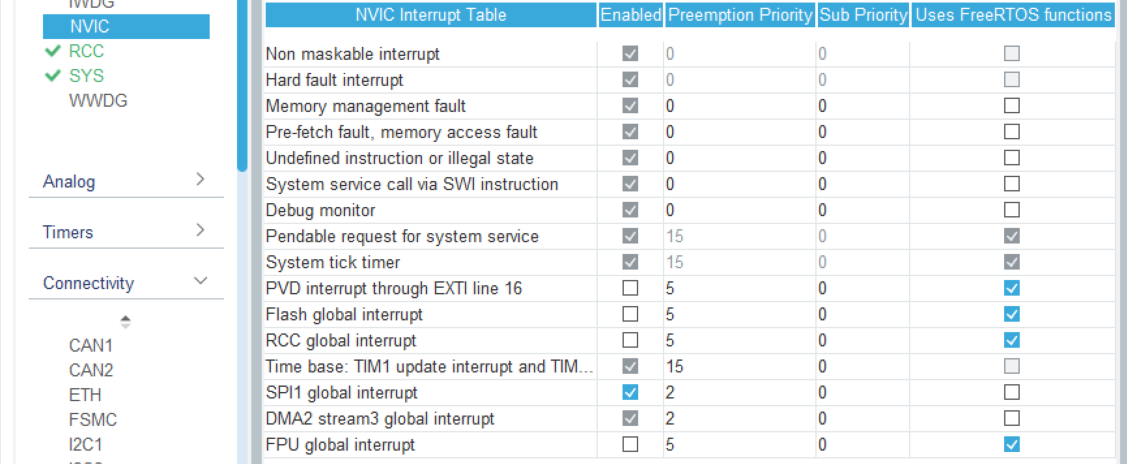 IWDG
NVIC
RCC
SYS
WWDG
Analog
Timers
Connectivity
CAN1
CAN2
ETH
FSMC
I2C1
NVIC Interrupt Table Enabled Preemption Priority Sub Priority Uses FreeRTOS functions
Non maskable interrupt 0 0
Hard fault interrupt 0 0
Memory management fault 0 0
Pre-fetch fault, memory access fault 0 0
Undefined instruction or illegal state 0 0
System service call via SWI instruction 0 0
Debug monitor 0 0
Pendable request for system service 15 0
System tick timer 15 0
PVD interrupt through EXTI line 16 5 0
Flash global interrupt 5 0
RCC global interrupt 5 0
Time base: TIM1 update interrupt and TIM... 15 0
SPI1 global interrupt 2 0
DMA2 stream3 global interrupt 2 0
FPU global interrupt 5 0